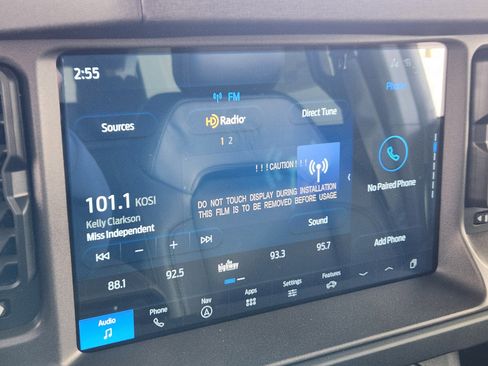 2:55
FM
Phone
Sources
HD Radio
Direct Tune
1 2
! ! ! CAUTION ! ! !
101.1 KOSI
DO NOT TOUCH DISPLAY DURING INSTALLATION
THIS FILM IS TO BE REMOVED BEFORE USAGE
No Paired Phone
Kelly Clarkson
Miss Independent
Sound
88.1 92.5 highway 93.3 95.7
Add Phone
Audio Phone Nav Apps Settings Features